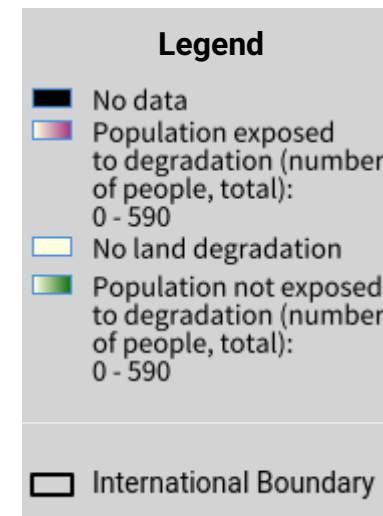 Legend
No data
Population exposed
to degradation (number
of people, total):
0 - 590
No land degradation
Population not exposed
to degradation (number
of people, total):
0 - 590
International Boundary